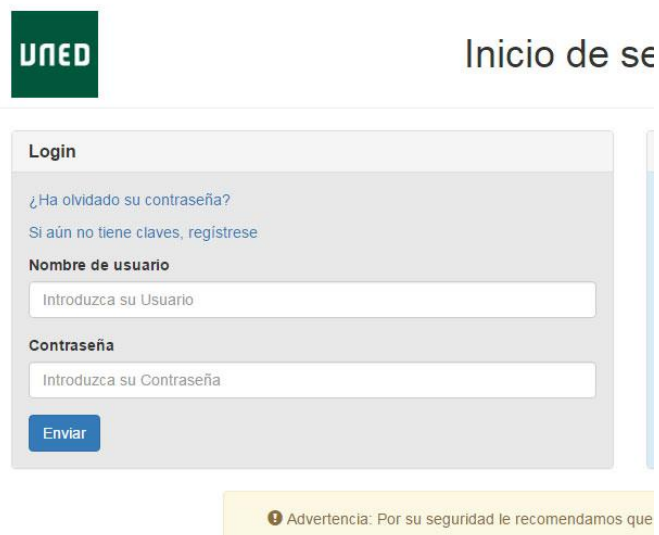 UNED
Inicio de se
Login
¿Ha olvidado su contraseña?
Si aún no tiene claves, regístrese
Nombre de usuario
Introduzca su Usuario
Contraseña
Introduzca su Contraseña
Enviar
Advertencia: Por su seguridad le recomendamos que